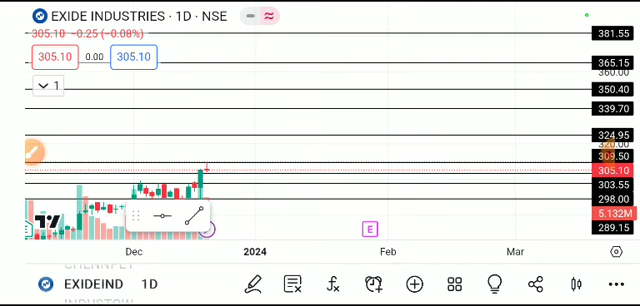 EXIDE INDUSTRIES · 1D · NSE
305.10 −0.25 (−0.08%)
305.10 0.00 305.10
1
381.55
365.15
360.00
350.40
339.70
324.95
320.00
309.50
305.10
303.55
298.00
5.132M
289.15
E
Dec 2024 Feb Mar
CHENNPET
EXIDEIND 1D
INDUSTOW